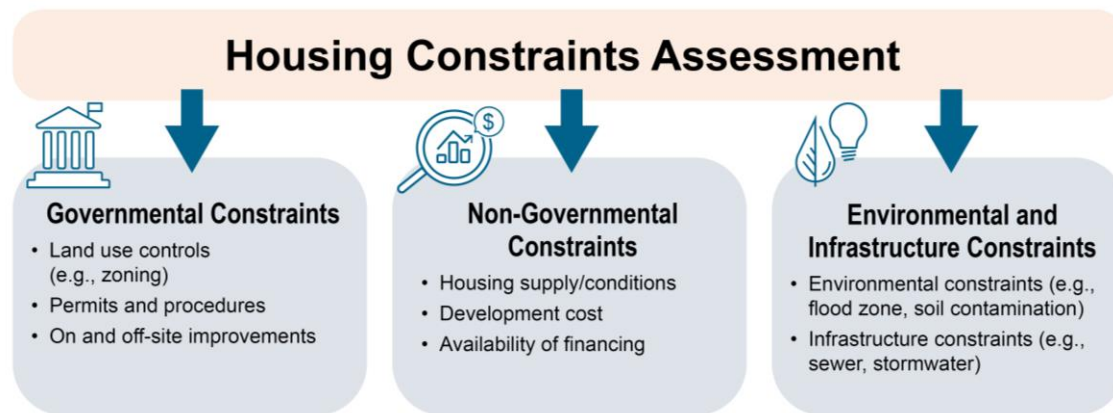 Housing Constraints Assessment
$
Governmental Constraints
• Land use controls
(e.g., zoning)
• Permits and procedures
• On and off-site improvements
Non-Governmental
Constraints
• Housing supply/conditions
• Development cost
• Availability of financing
Environmental and
Infrastructure Constraints
• Environmental constraints (e.g.,
flood zone, soil contamination)
• Infrastructure constraints (e.g.,
sewer, stormwater)